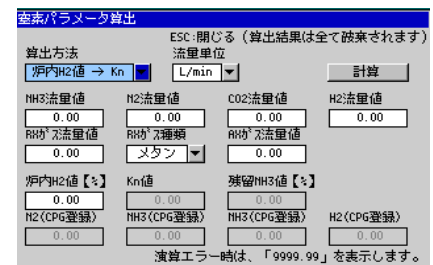 窒素パラメータ算出
ESC:閉じる(算出結果は全て破棄されます)
算出方法 流量単位
炉内H2値 → Kn L/min 計算
NH3流量値 N2流量値 CO2流量値 H2流量値
0.00 0.00 0.00 0.00
RXガス流量値 RXガス種類 AXガス流量値
0.00 メタン 0.00
炉内H2値【%】 Kn値 残留NH3値【%】
0.00 0.00 0.00
N2(CPG登録) NH3(CPG登録) NH3(CPG登録) H2(CPG登録)
0.00 0.00 0.00 0.00
演算エラー時は、「9999.99」を表示します。